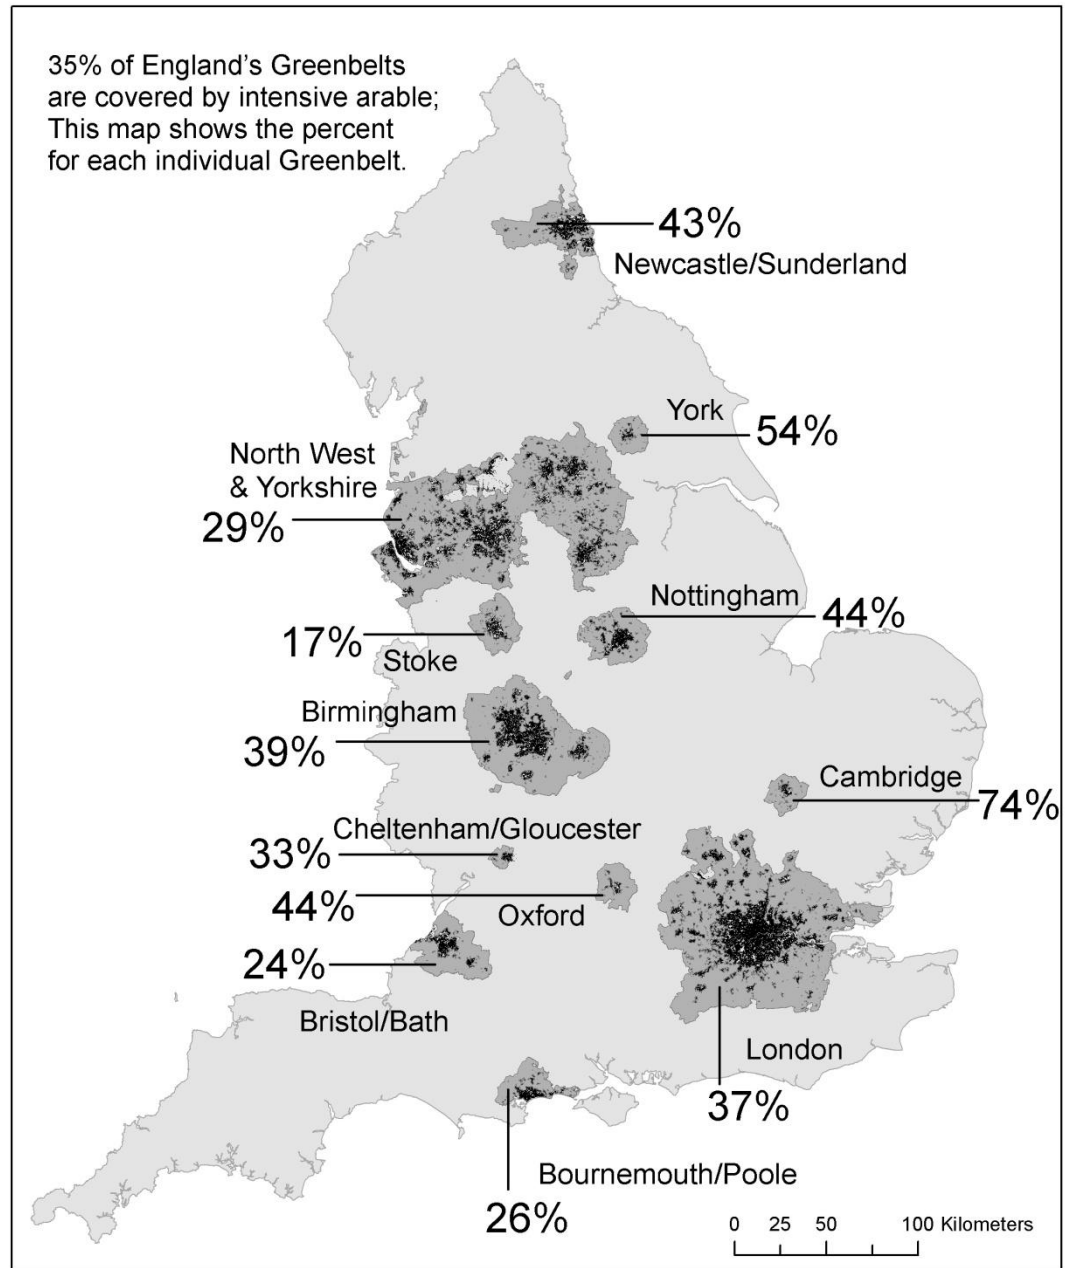 35% of England's Greenbelts
are covered by intensive arable;
This map shows the percent
for each individual Greenbelt.
43%
Newcastle/Sunderland
York
54%
North West
& Yorkshire
29%
Nottingham
44%
17%
Stoke
Birmingham
39%
Cambridge
74%
Cheltenham/Gloucester
33%
44%
Oxford
24%
Bristol/Bath
London
37%
Bournemouth/Poole
26%
0 25 50 100 Kilometers